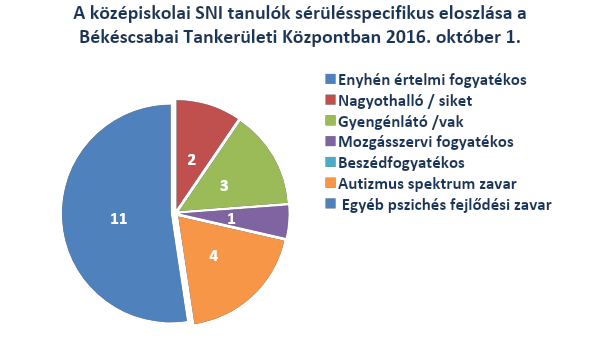 A középiskolai SNI tanulók sérülésspecifikus eloszlása a
Békéscsabai Tankerületi Központban 2016. október 1.
Enyhén értelmi fogyatékos
Nagyothalló / siket
Gyengénlátó /vak
Mozgásszervi fogyatékos
Beszédfogyatékos
Autizmus spektrum zavar
Egyéb pszichés fejlődési zavar
2
3
1
4
11